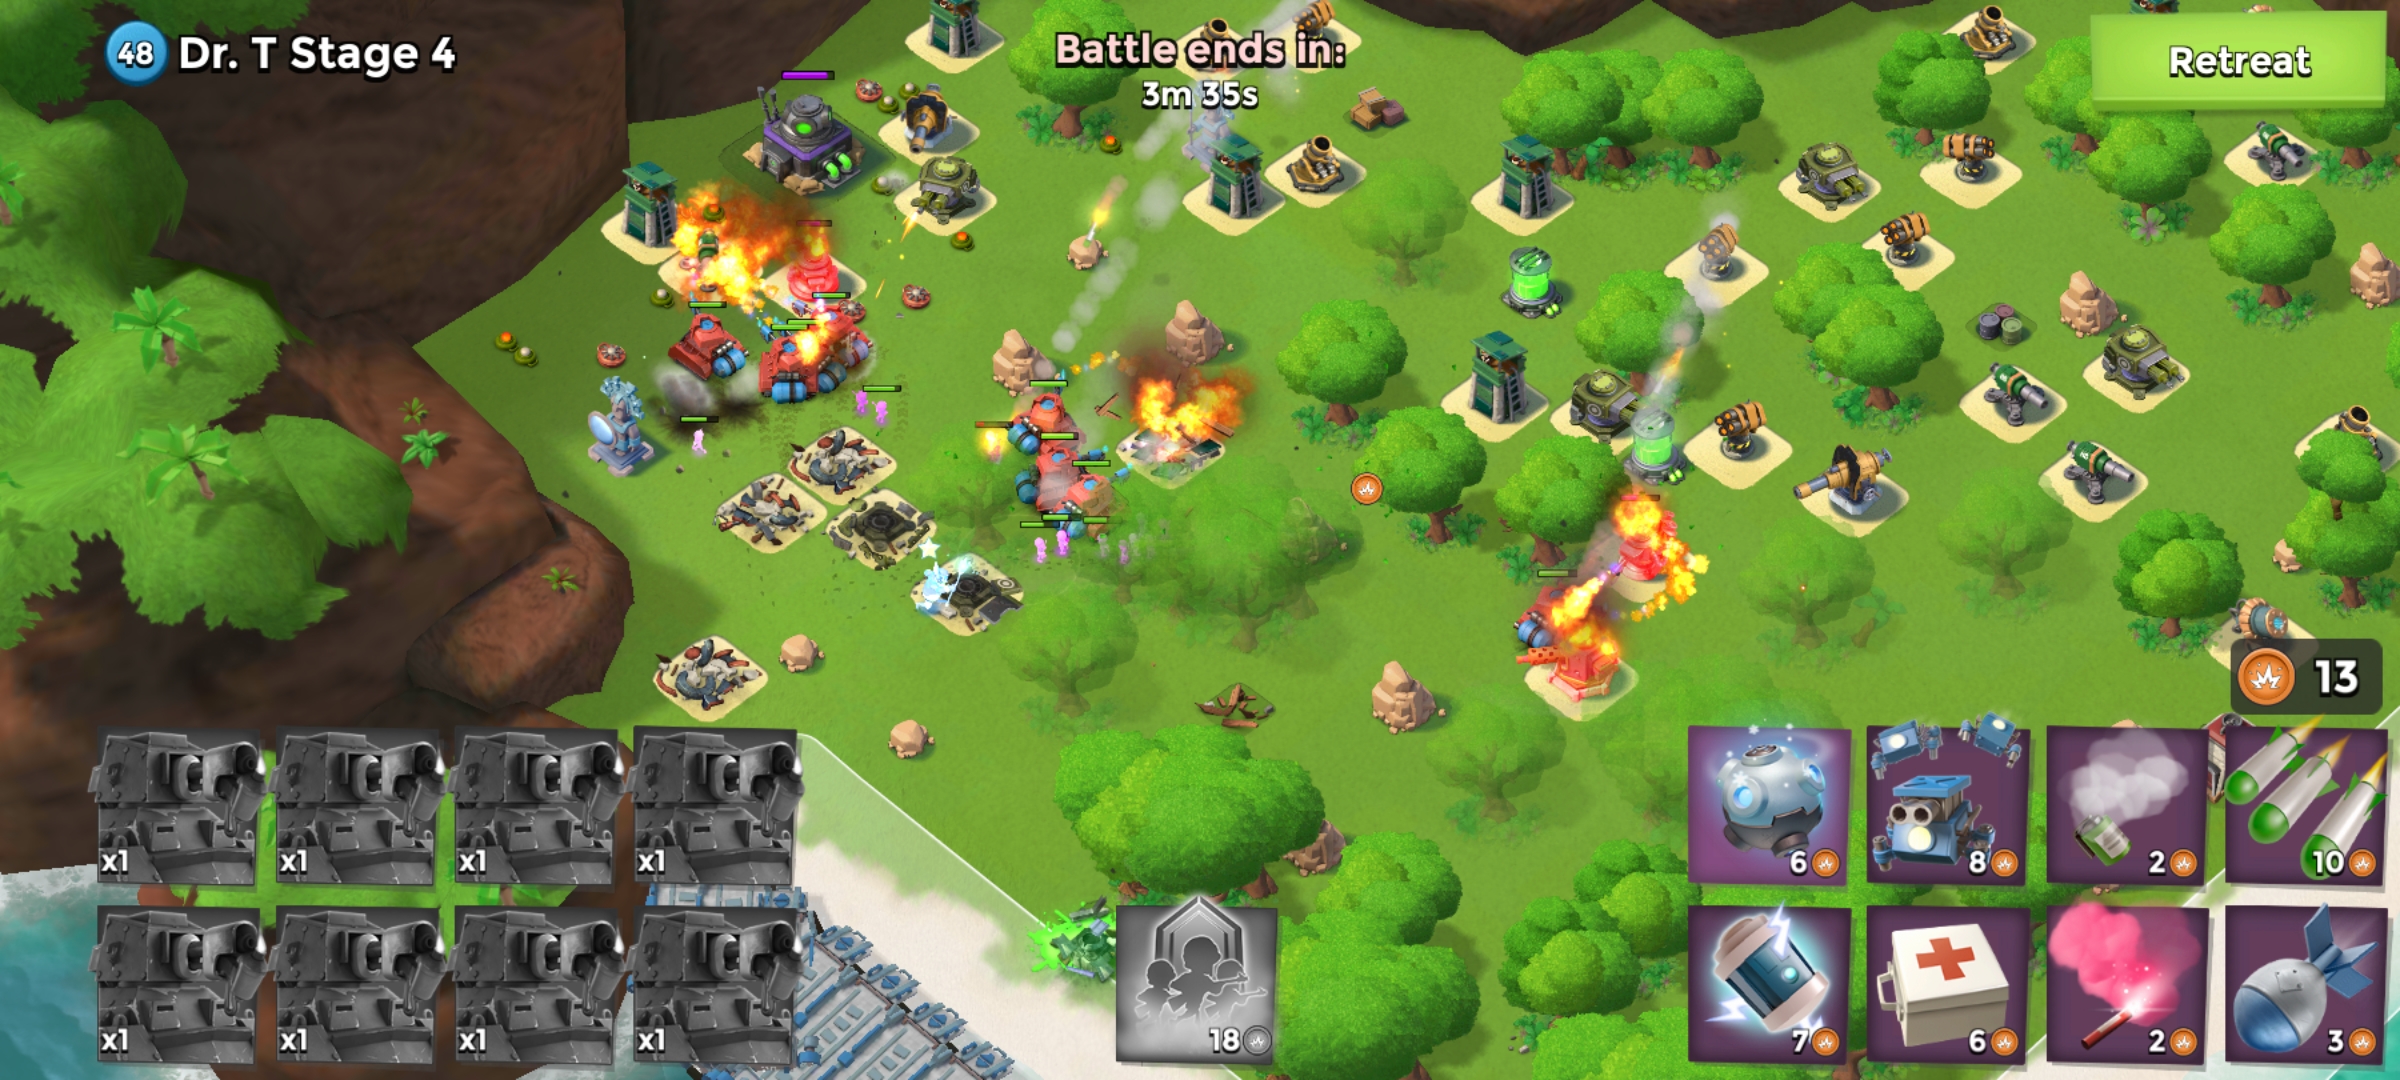 48 Dr. T Stage 4
Battle ends in:
3m 35s
Retreat
13
x1 x1 x1 x1
6 8 2 10
x1 x1 x1 x1
18
7 6 2 3